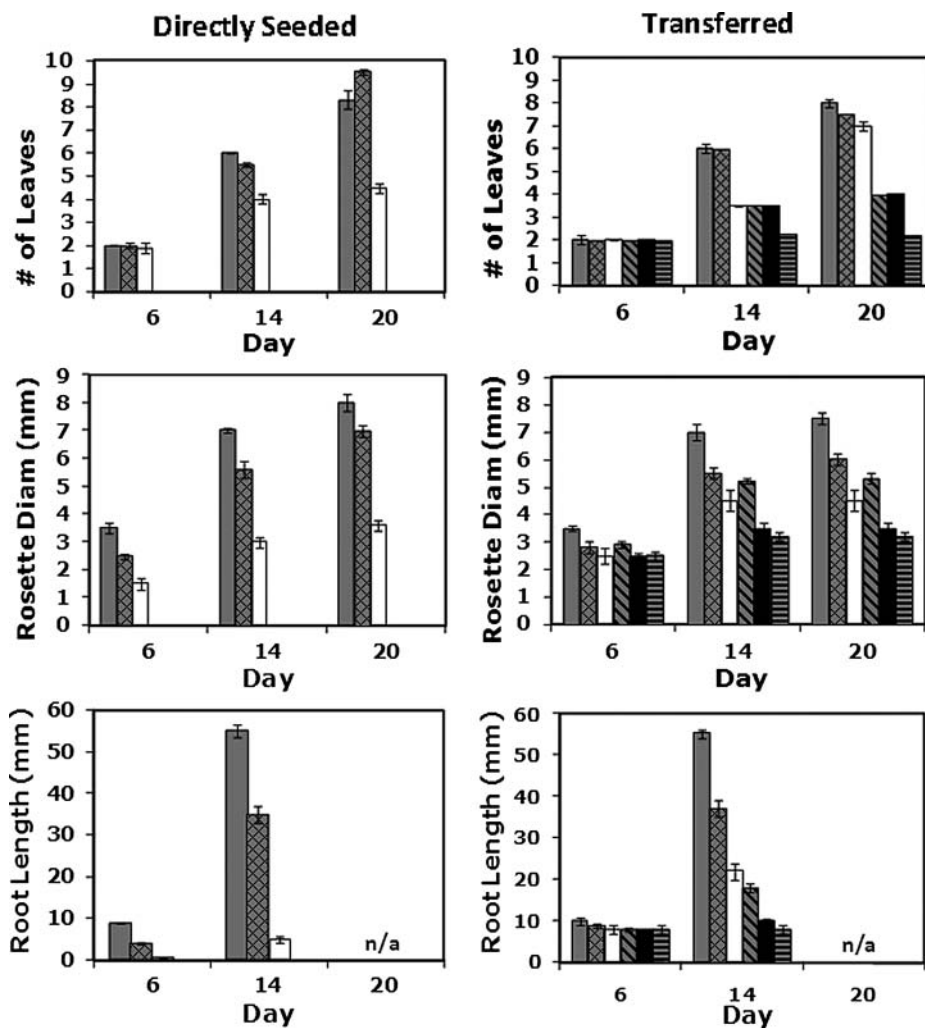 Directly Seeded
Transferred
# of Leaves
10
9
8
7
6
5
4
3
2
1
0
6 14 20
Day
# of Leaves
10
9
8
7
6
5
4
3
2
1
0
6 14 20
Day
Rosette Diam (mm)
9
8
7
6
5
4
3
2
1
0
6 14 20
Day
Rosette Diam (mm)
9
8
7
6
5
4
3
2
1
0
6 14 20
Day
Root Length (mm)
60
50
40
30
20
10
0
n/a
6 14 20
Day
Root Length (mm)
60
50
40
30
20
10
0
n/a
6 14 20
Day